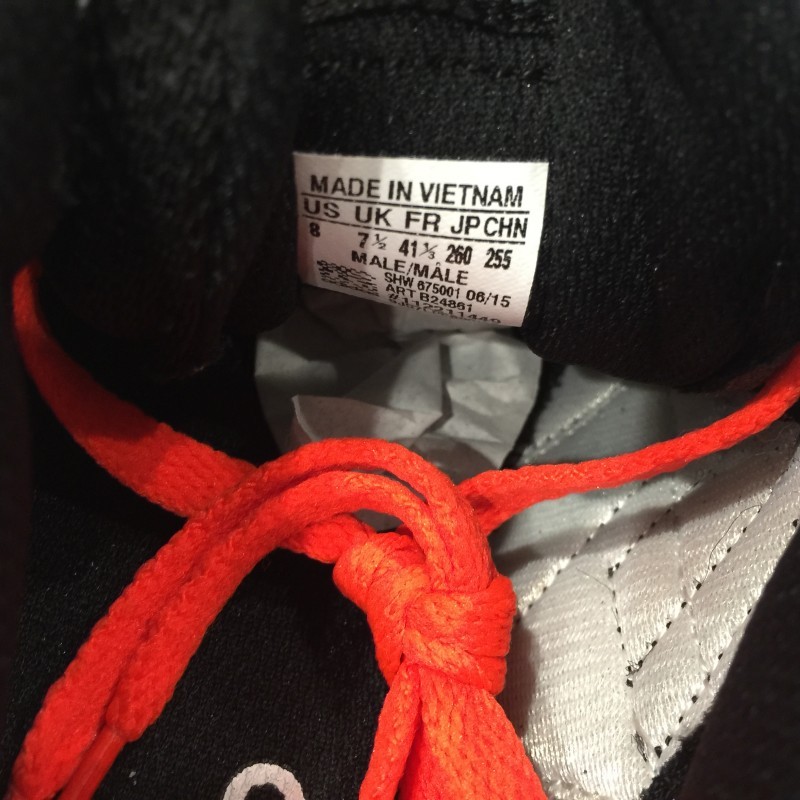 MADE IN VIETNAM
US UK FR JP CHN
8 7½ 41⅓ 260 255
MALE/MÂLE
SHW 675001 06/15
ART B24861